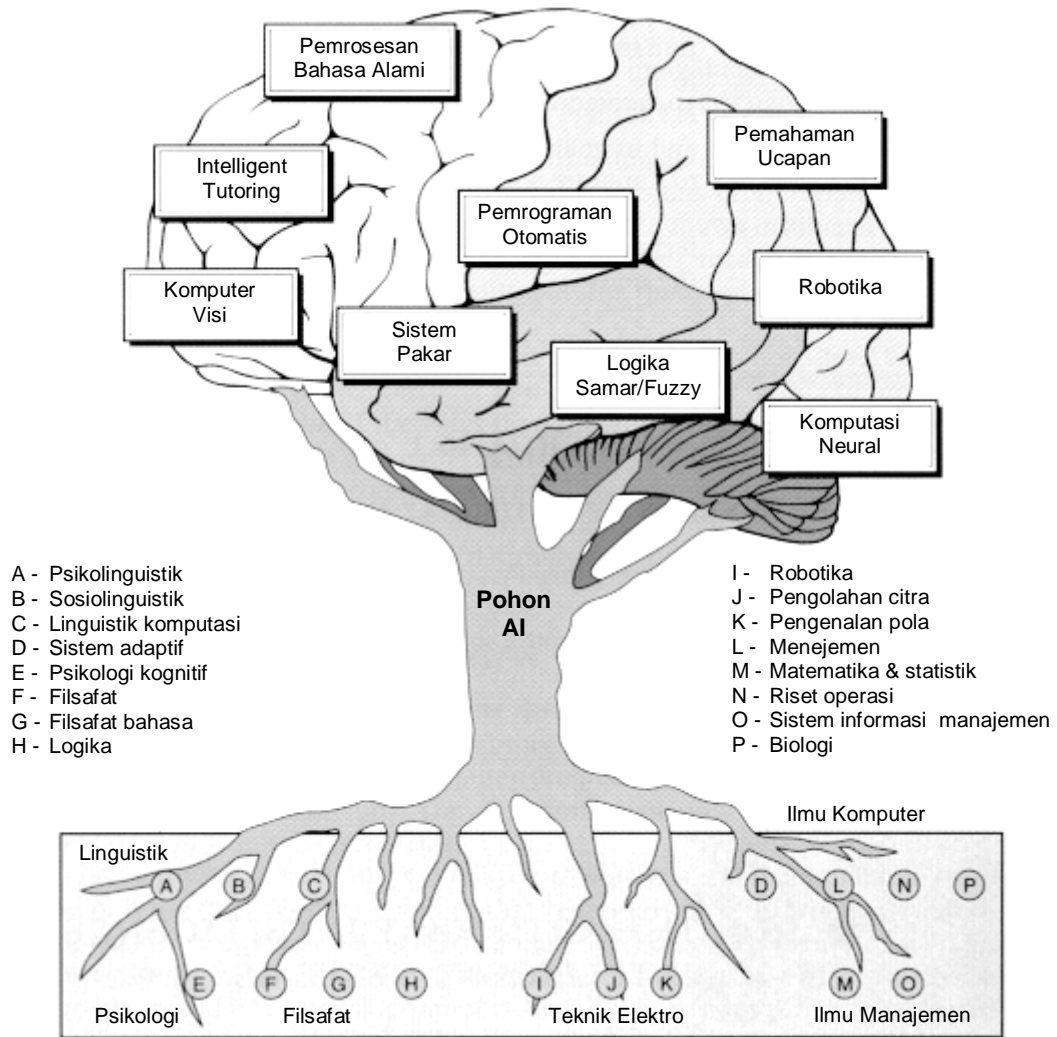 Pemrosesan
Bahasa Alami
Pemahaman
Ucapan
Intelligent
Tutoring
Pemrograman
Otomatis
Komputer
Visi
Robotika
Sistem
Pakar
Logika
Samar/Fuzzy
Komputasi
Neural
A - Psikolinguistik
B - Sosiolinguistik
C - Linguistik komputasi
D - Sistem adaptif
E - Psikologi kognitif
F - Filsafat
G - Filsafat bahasa
H - Logika
Pohon
AI
I - Robotika
J - Pengolahan citra
K - Pengenalan pola
L - Menejemen
M - Matematika & statistik
N - Riset operasi
O - Sistem informasi manajemen
P - Biologi
Ilmu Komputer
Linguistik
A B C D L N P
E F G H I J K M O
Psikologi Filsafat Teknik Elektro Ilmu Manajemen